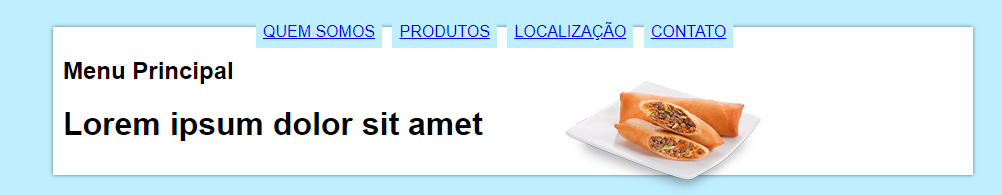 QUEM SOMOS PRODUTOS LOCALIZAÇÃO CONTATO
Menu Principal
Lorem ipsum dolor sit amet